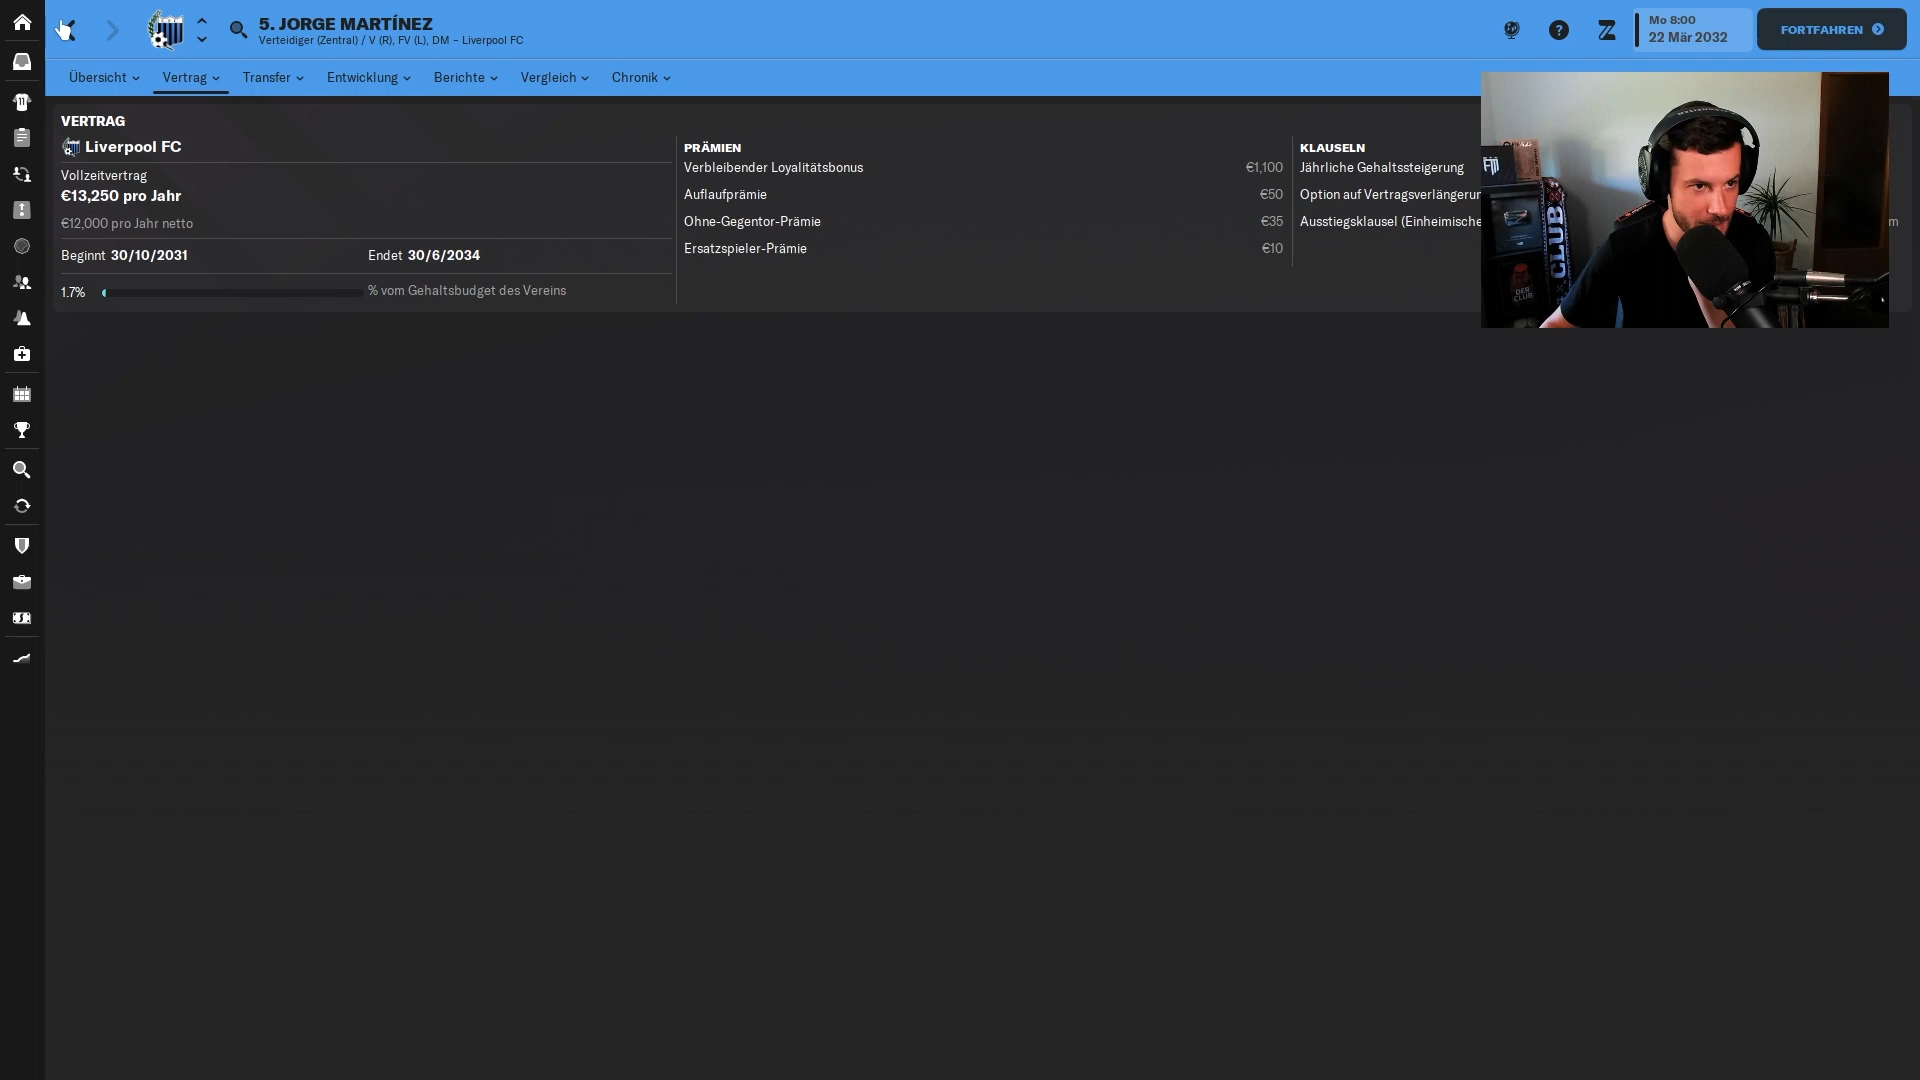 5. JORGE MARTÍNEZ
Verteidiger (Zentral) / V (R), FV (L), DM – Liverpool FC
Mo 8:00
22 Mär 2032
FORTFAHREN
Übersicht
Vertrag
Transfer
Entwicklung
Berichte
Vergleich
Chronik
VERTRAG
Liverpool FC
Vollzeitvertrag
€13,250 pro Jahr
€12,000 pro Jahr netto
Beginnt 30/10/2031
Endet 30/6/2034
1.7%
% vom Gehaltsbudget des Vereins
PRÄMIEN
Verbleibender Loyalitätsbonus €1,100
Auflaufprämie €50
Ohne-Gegentor-Prämie €35
Ersatzspieler-Prämie €10
KLAUSELN
Jährliche Gehaltssteigerung
Option auf Vertragsverlängerun
Ausstiegsklausel (Einheimische
m
CLUB
DER
CLUB